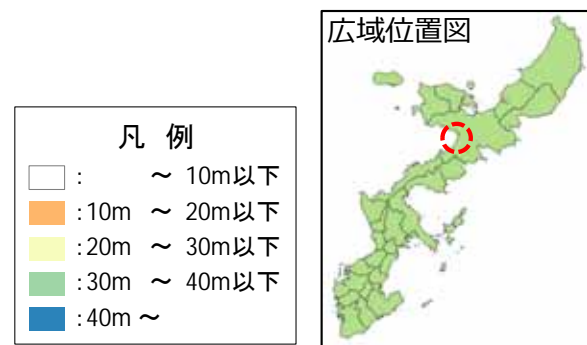 広域位置図
凡 例
: ～ 10m以下
:10m ～ 20m以下
:20m ～ 30m以下
:30m ～ 40m以下
:40m ～